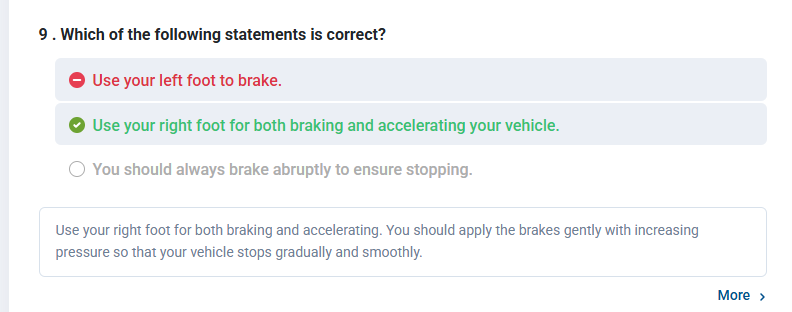 9 . Which of the following statements is correct?
Use your left foot to brake.
Use your right foot for both braking and accelerating your vehicle.
You should always brake abruptly to ensure stopping.
Use your right foot for both braking and accelerating. You should apply the brakes gently with increasing
pressure so that your vehicle stops gradually and smoothly.
More